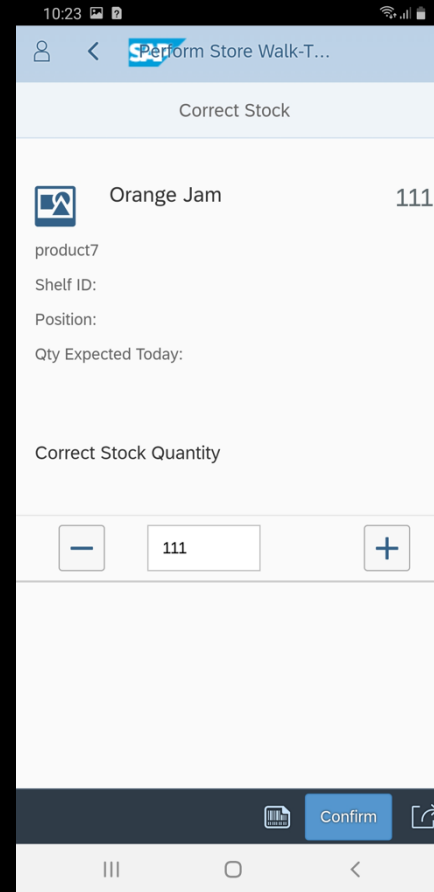 10:23
SAP Perform Store Walk-T...
Correct Stock
Orange Jam 111
product7
Shelf ID:
Position:
Qty Expected Today:
Correct Stock Quantity
111
Confirm